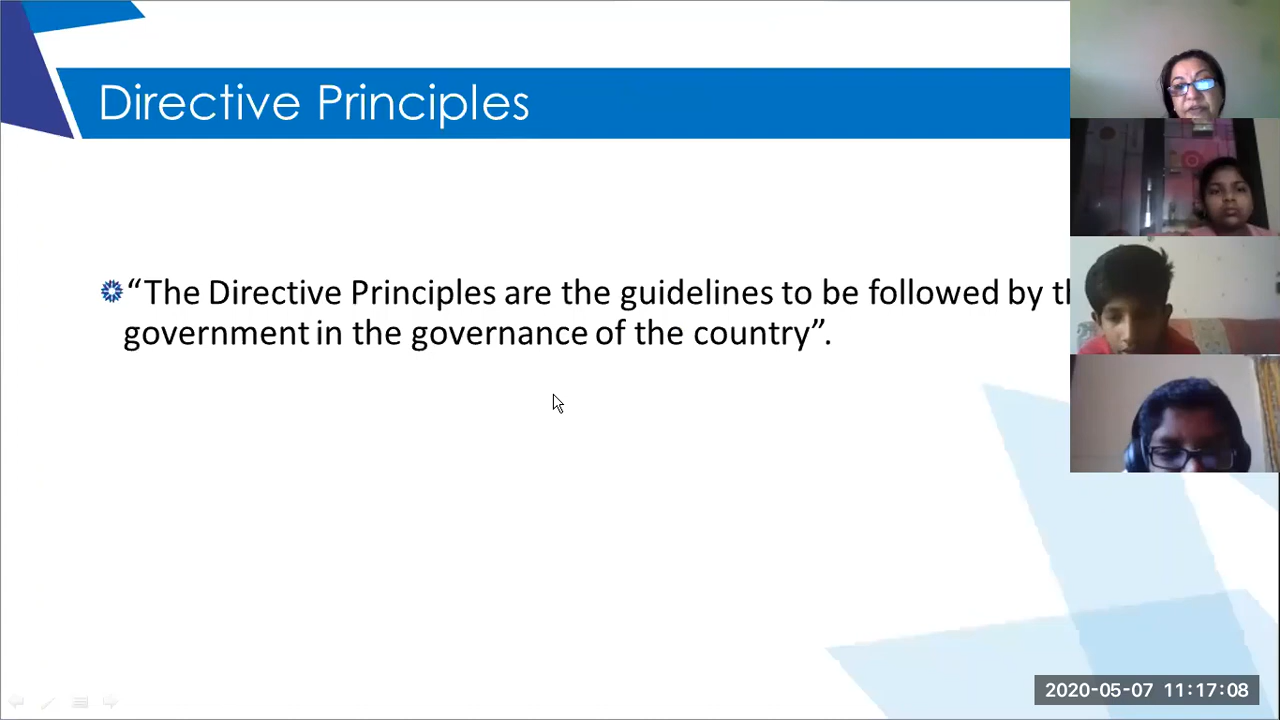 Directive Principles
“The Directive Principles are the guidelines to be followed by
government in the governance of the country”.
2020-05-07 11:17:08